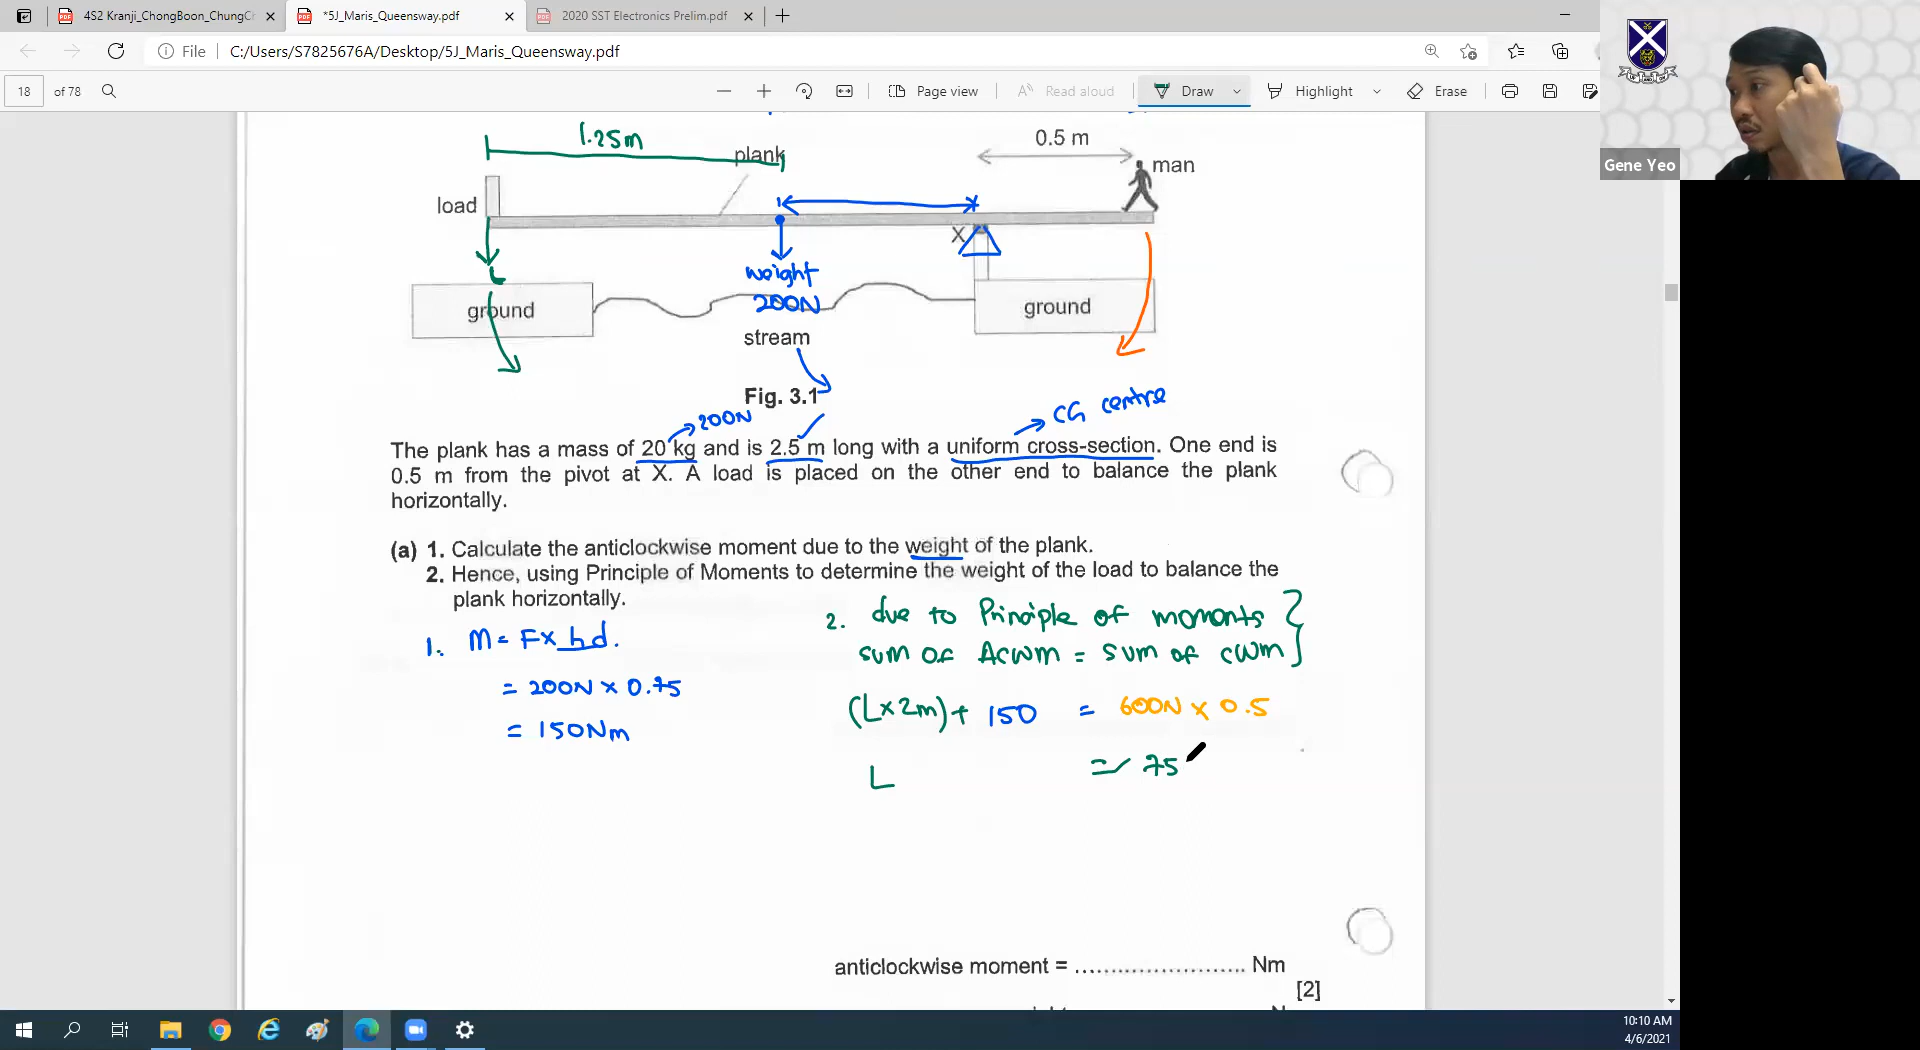 4S2 Kranji_ChongBoon_ChungCh
*5J_Maris_Queensway.pdf
2020 SST Electronics Prelim.pdf
File
C:/Users/S7825676A/Desktop/5J_Maris_Queensway.pdf
18 of 78
Page view
Read aloud
Draw
Highlight
Erase
Gene Yeo
1.25m
plank
0.5 m
man
load
X
weight
200N
ground
ground
stream
Fig. 3.1
200N
CG centre
The plank has a mass of 20 kg and is 2.5 m long with a uniform cross-section. One end is
0.5 m from the pivot at X. A load is placed on the other end to balance the plank
horizontally.
(a) 1. Calculate the anticlockwise moment due to the weight of the plank.
2. Hence, using Principle of Moments to determine the weight of the load to balance the
plank horizontally.
1. M = F x hd.
= 200N x 0.75
= 150Nm
2. due to Principle of moments
sum of ACWM = sum of CWM
(L x 2m) + 150 = 600N x 0.5
L = 75
anticlockwise moment = ........................... Nm
[2]
10:10 AM
4/6/2021